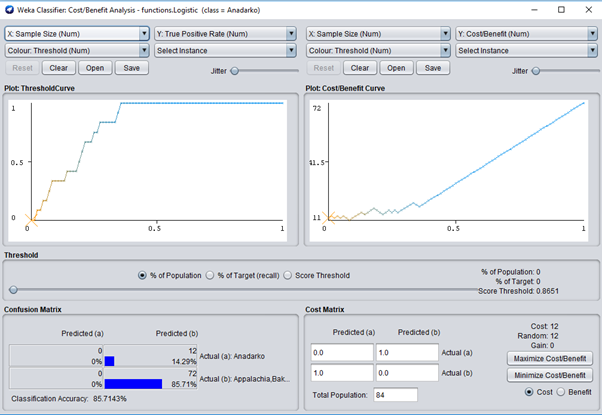 Weka Classifier: Cost/Benefit Analysis - functions.Logistic (class = Anadarko)
X: Sample Size (Num) Y: True Positive Rate (Num) X: Sample Size (Num) Y: Cost/Benefit (Num)
Colour: Threshold (Num) Select Instance Colour: Threshold (Num) Select Instance
Reset Clear Open Save Jitter Reset Clear Open Save Jitter
Plot: ThresholdCurve
1
0.5
0
0 0.5 1
Plot: Cost/Benefit Curve
72
41.5
11
0 0.5 1
Threshold
% of Population % of Target (recall) Score Threshold
% of Population: 0
% of Target: 0
Score Threshold: 0.8651
Confusion Matrix
Predicted (a) Predicted (b)
0 12 Actual (a): Anadarko
0% 14.29%
0 72 Actual (b): Appalachia,Bak...
0% 85.71%
Classification Accuracy: 85.7143%
Cost Matrix
Predicted (a) Predicted (b)
0.0 1.0 Actual (a)
1.0 0.0 Actual (b)
Total Population: 84
Cost: 12
Random: 12
Gain: 0
Maximize Cost/Benefit
Minimize Cost/Benefit
Cost Benefit